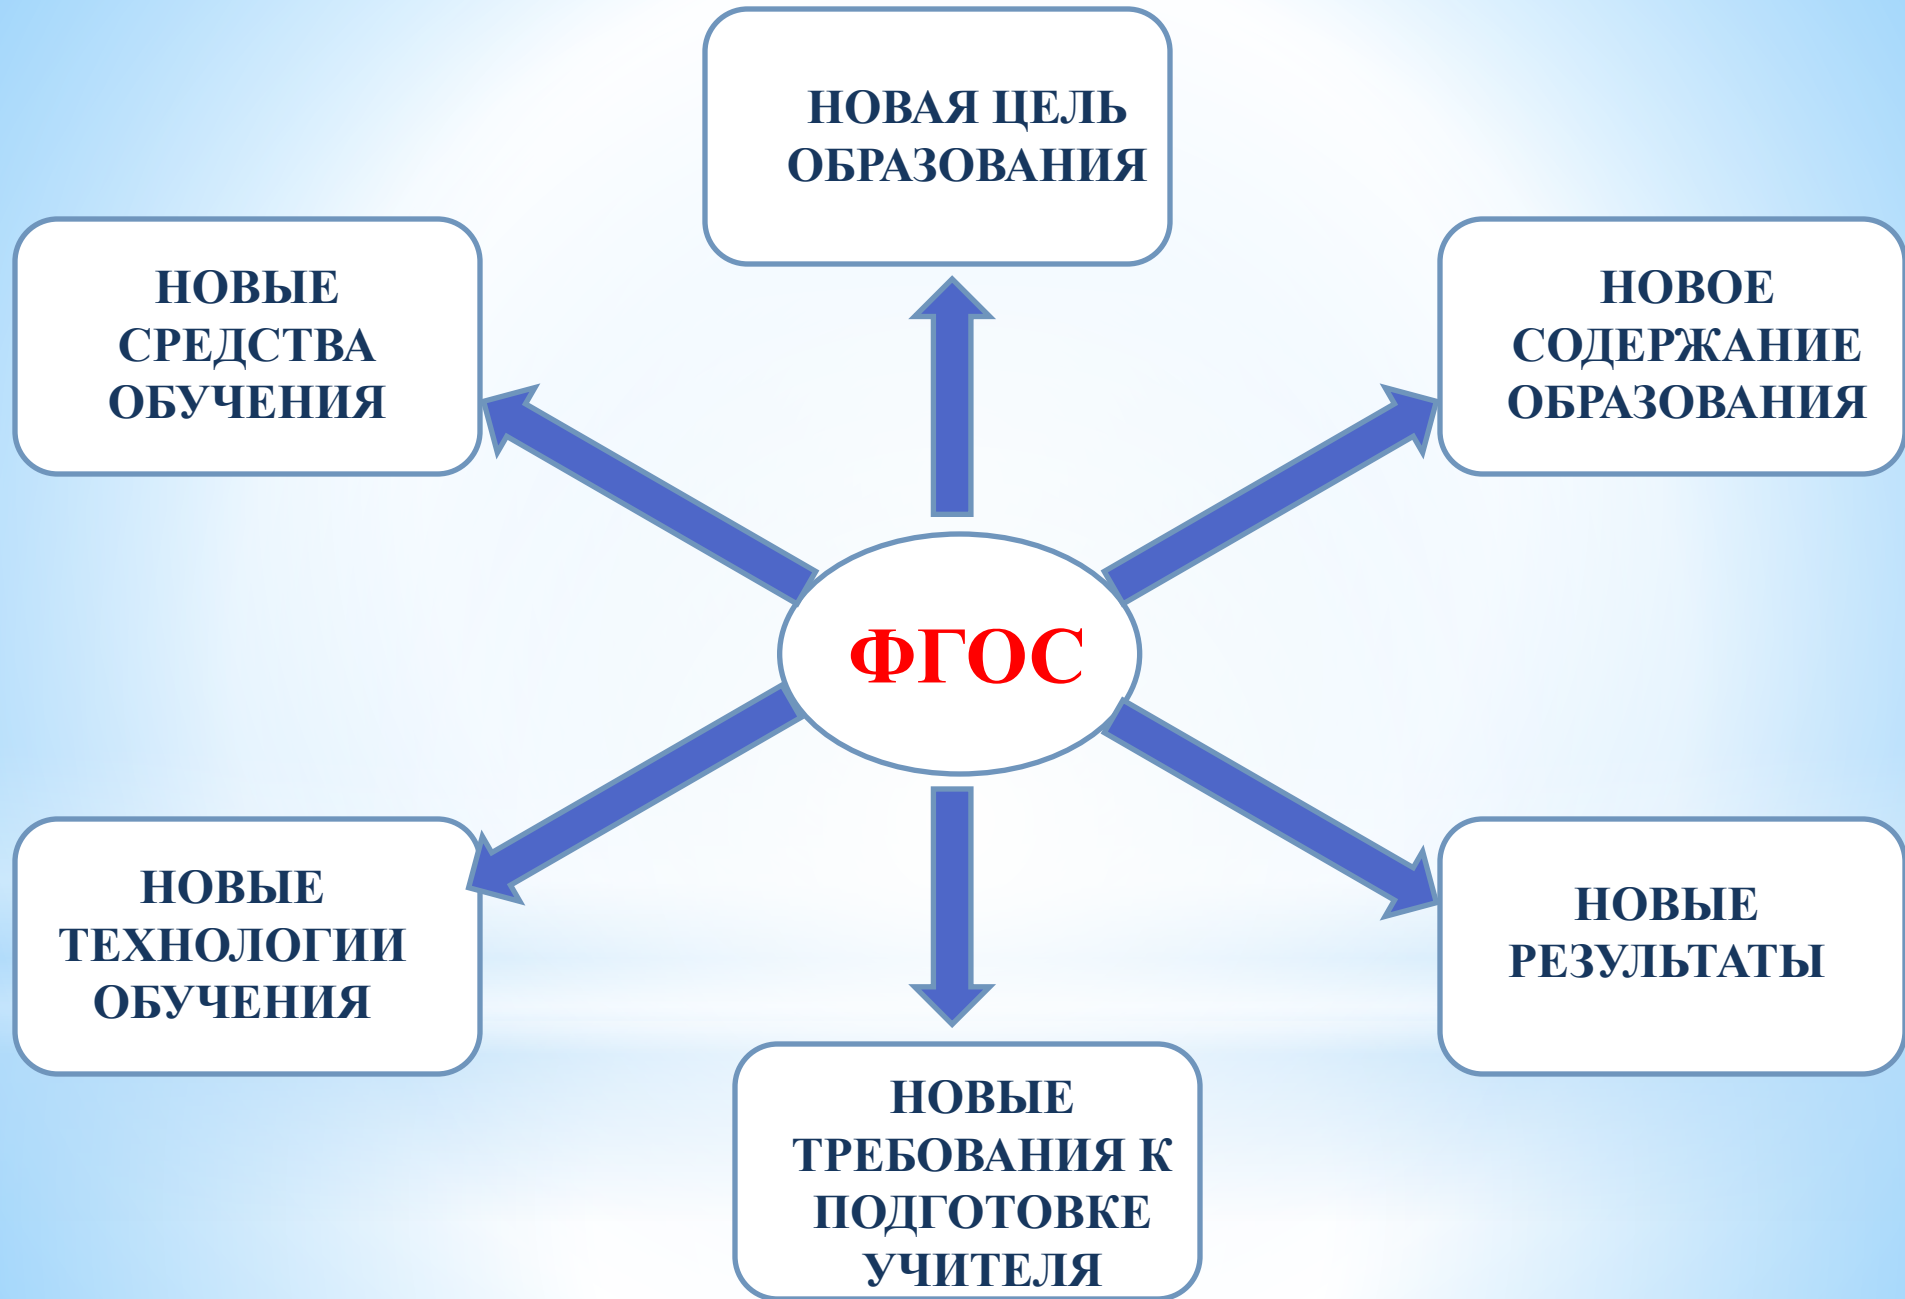 НОВАЯ ЦЕЛЬ
ОБРАЗОВАНИЯ
НОВЫЕ
СРЕДСТВА
ОБУЧЕНИЯ
НОВОЕ
СОДЕРЖАНИЕ
ОБРАЗОВАНИЯ
ФГОС
НОВЫЕ
ТЕХНОЛОГИИ
ОБУЧЕНИЯ
НОВЫЕ
РЕЗУЛЬТАТЫ
НОВЫЕ
ТРЕБОВАНИЯ К
ПОДГОТОВКЕ
УЧИТЕЛЯ